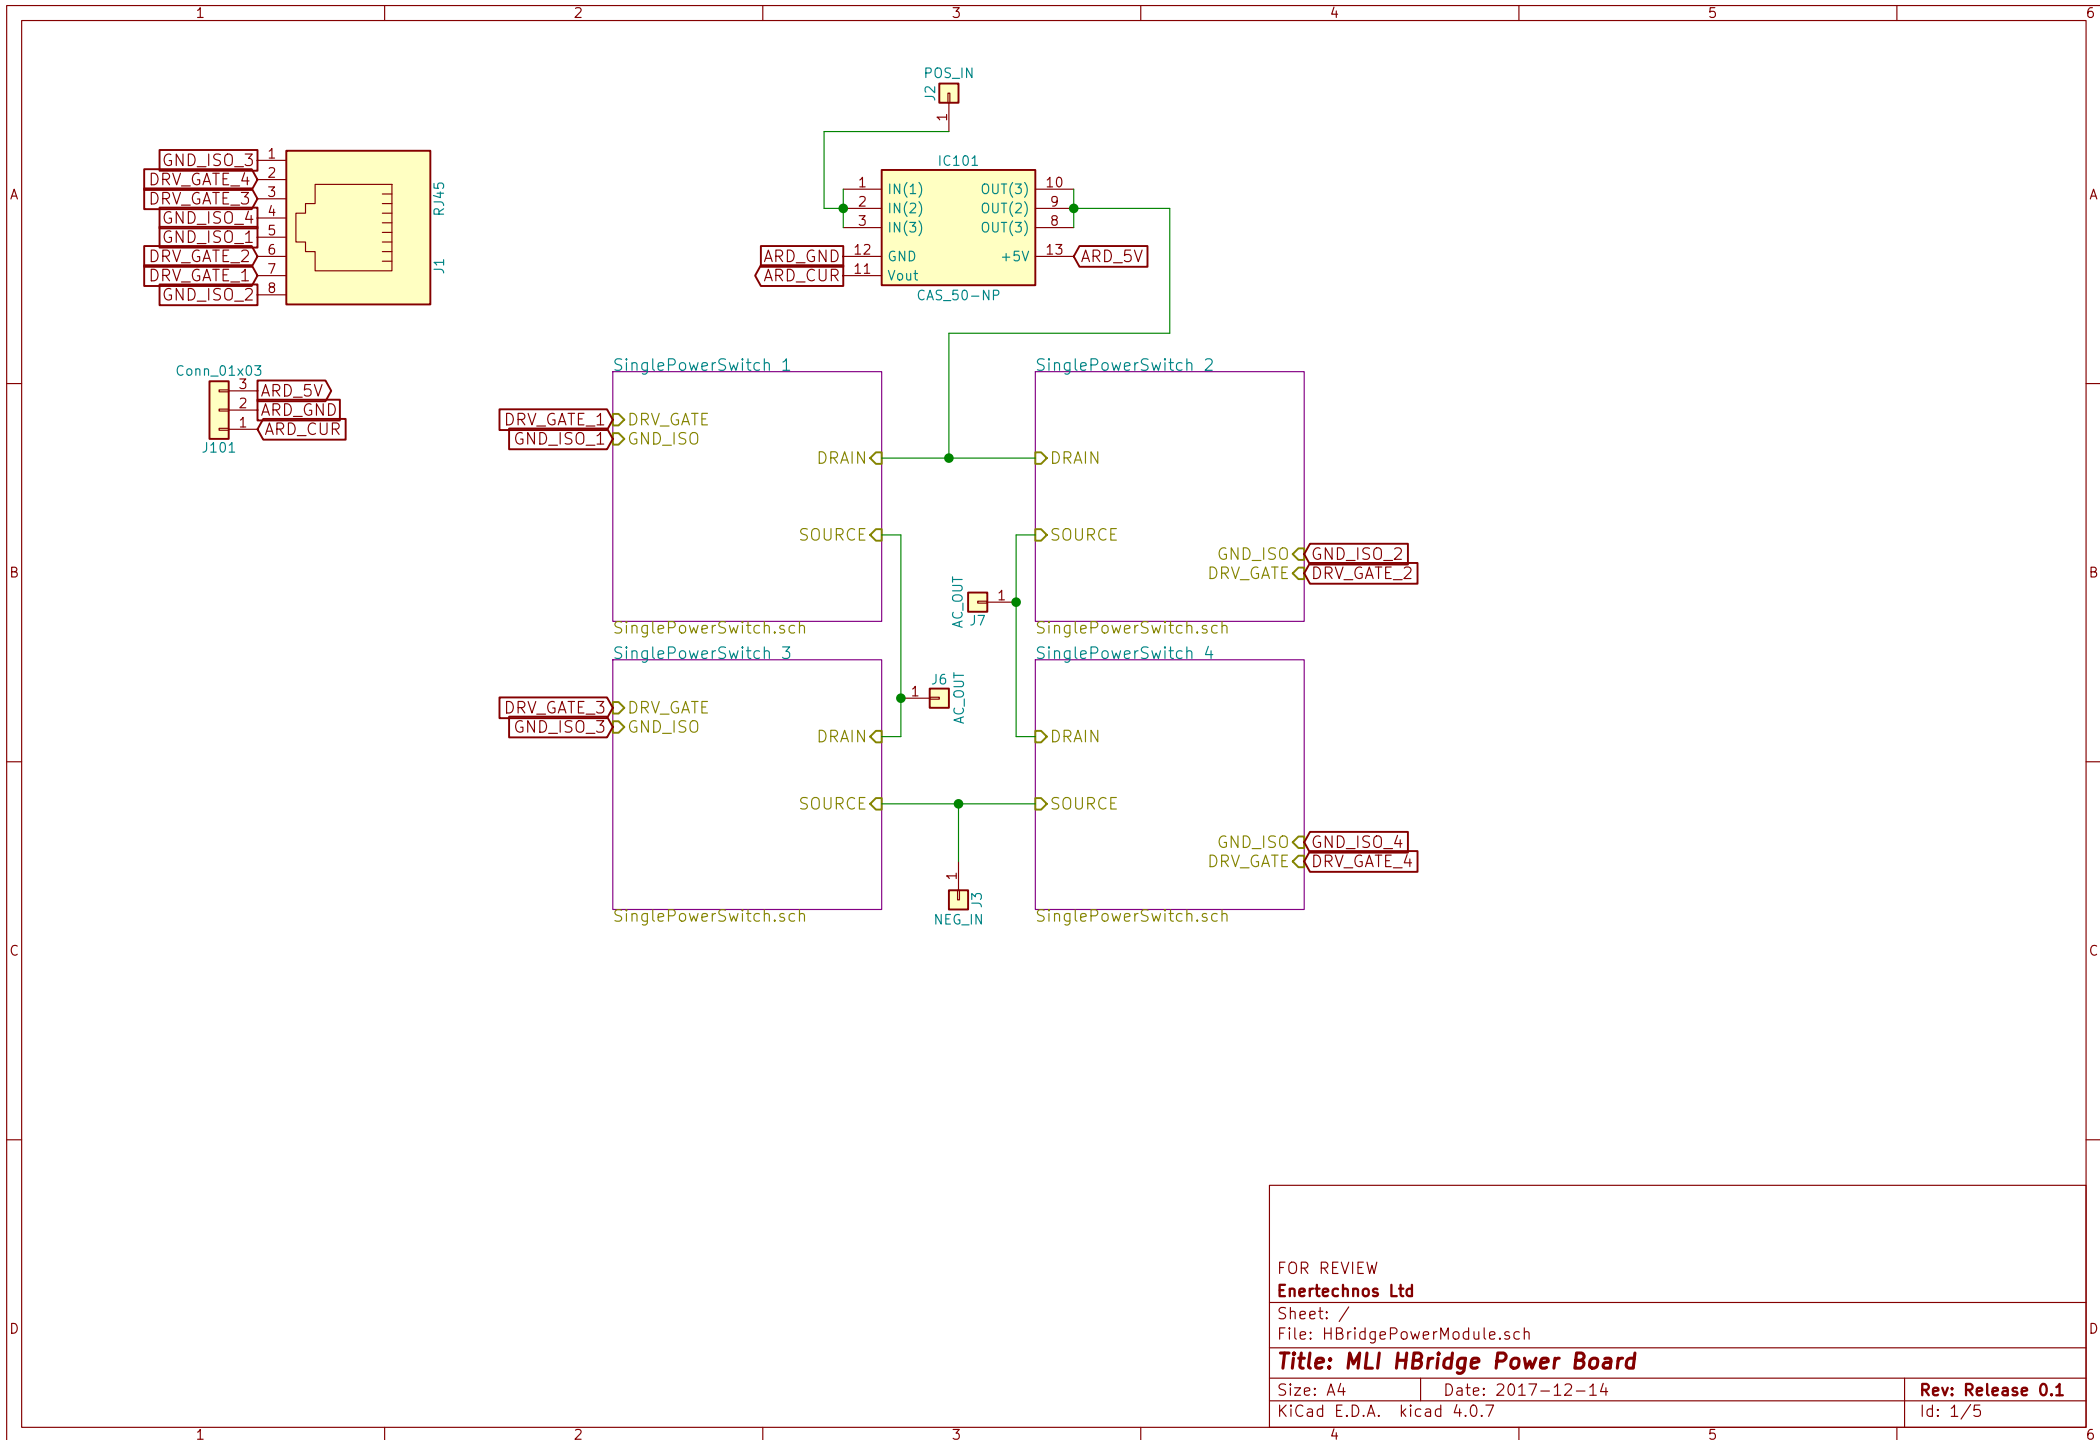 1 2 3 4 5 6
A
B
C
D
A
B
C
D
GND_ISO_3 1
DRV_GATE_4 2
DRV_GATE_3 3
GND_ISO_4 4
GND_ISO_1 5
DRV_GATE_2 6
DRV_GATE_1 7
GND_ISO_2 8
RJ45
J1
Conn_01x03
3 ARD_5V
2 ARD_GND
1 ARD_CUR
J101
POS_IN
J2
1
IC101
1 IN(1) OUT(3) 10
2 IN(2) OUT(2) 9
3 IN(3) OUT(3) 8
ARD_GND 12 GND +5V 13 ARD_5V
ARD_CUR 11 Vout
CAS_50-NP
SinglePowerSwitch 1
DRV_GATE_1 DRV_GATE
GND_ISO_1 GND_ISO
DRAIN
SOURCE
SinglePowerSwitch.sch
SinglePowerSwitch 2
DRAIN
SOURCE
GND_ISO GND_ISO_2
DRV_GATE DRV_GATE_2
SinglePowerSwitch.sch
AC_OUT
1
J7
SinglePowerSwitch 3
DRV_GATE_3 DRV_GATE
GND_ISO_3 GND_ISO
DRAIN
SOURCE
SinglePowerSwitch.sch
J6
1
AC_OUT
SinglePowerSwitch 4
DRAIN
SOURCE
GND_ISO GND_ISO_4
DRV_GATE DRV_GATE_4
SinglePowerSwitch.sch
1
J3
NEG_IN
FOR REVIEW
Enertechnos Ltd
Sheet: /
File: HBridgePowerModule.sch
Title: MLI HBridge Power Board
Size: A4 Date: 2017-12-14 Rev: Release 0.1
KiCad E.D.A. kicad 4.0.7 Id: 1/5
1 2 3 4 5 6